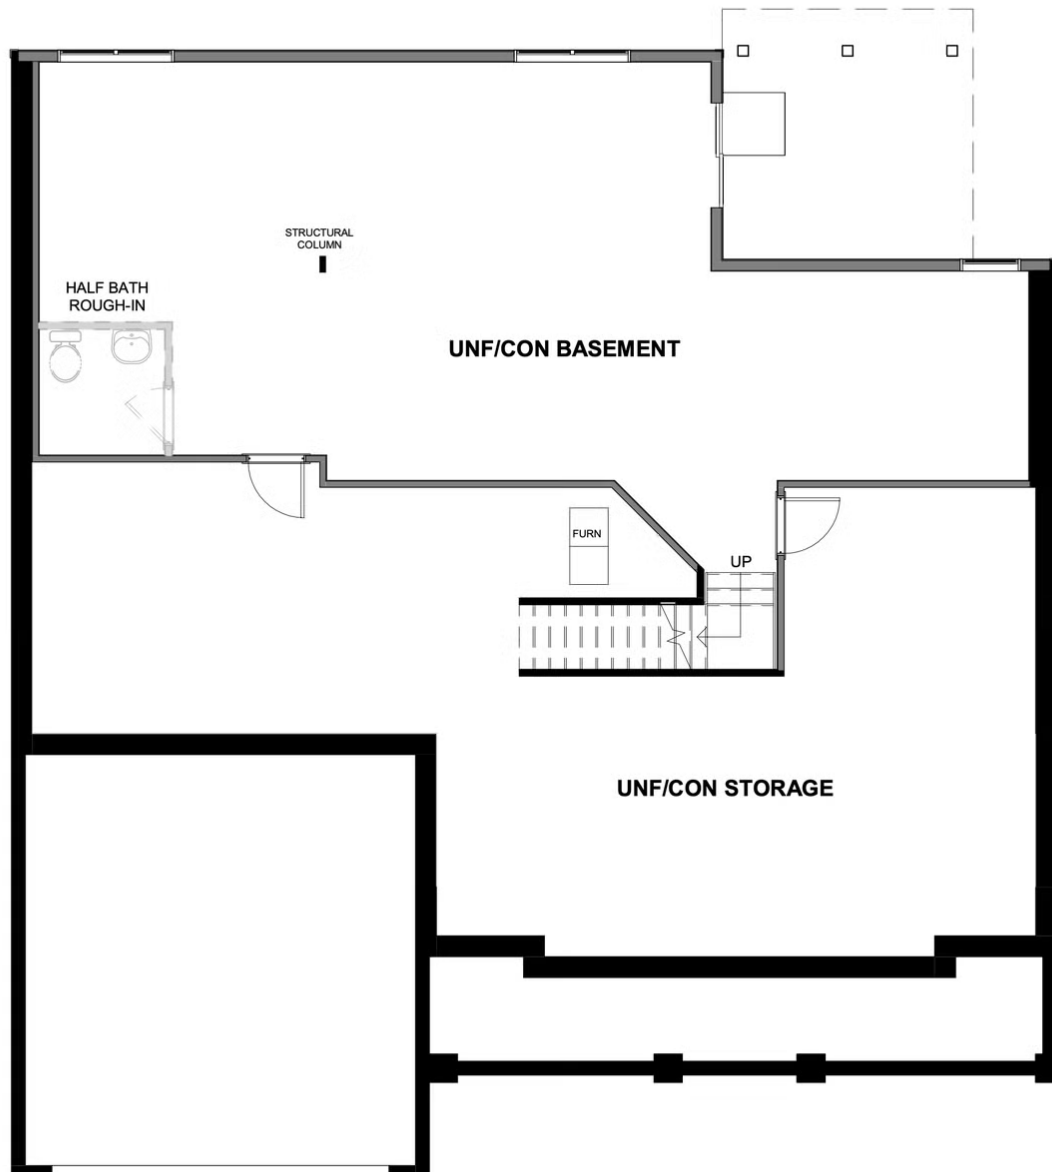 STRUCTURAL
COLUMN
HALF BATH
ROUGH-IN
UNF/CON BASEMENT
FURN
UP
UNF/CON STORAGE